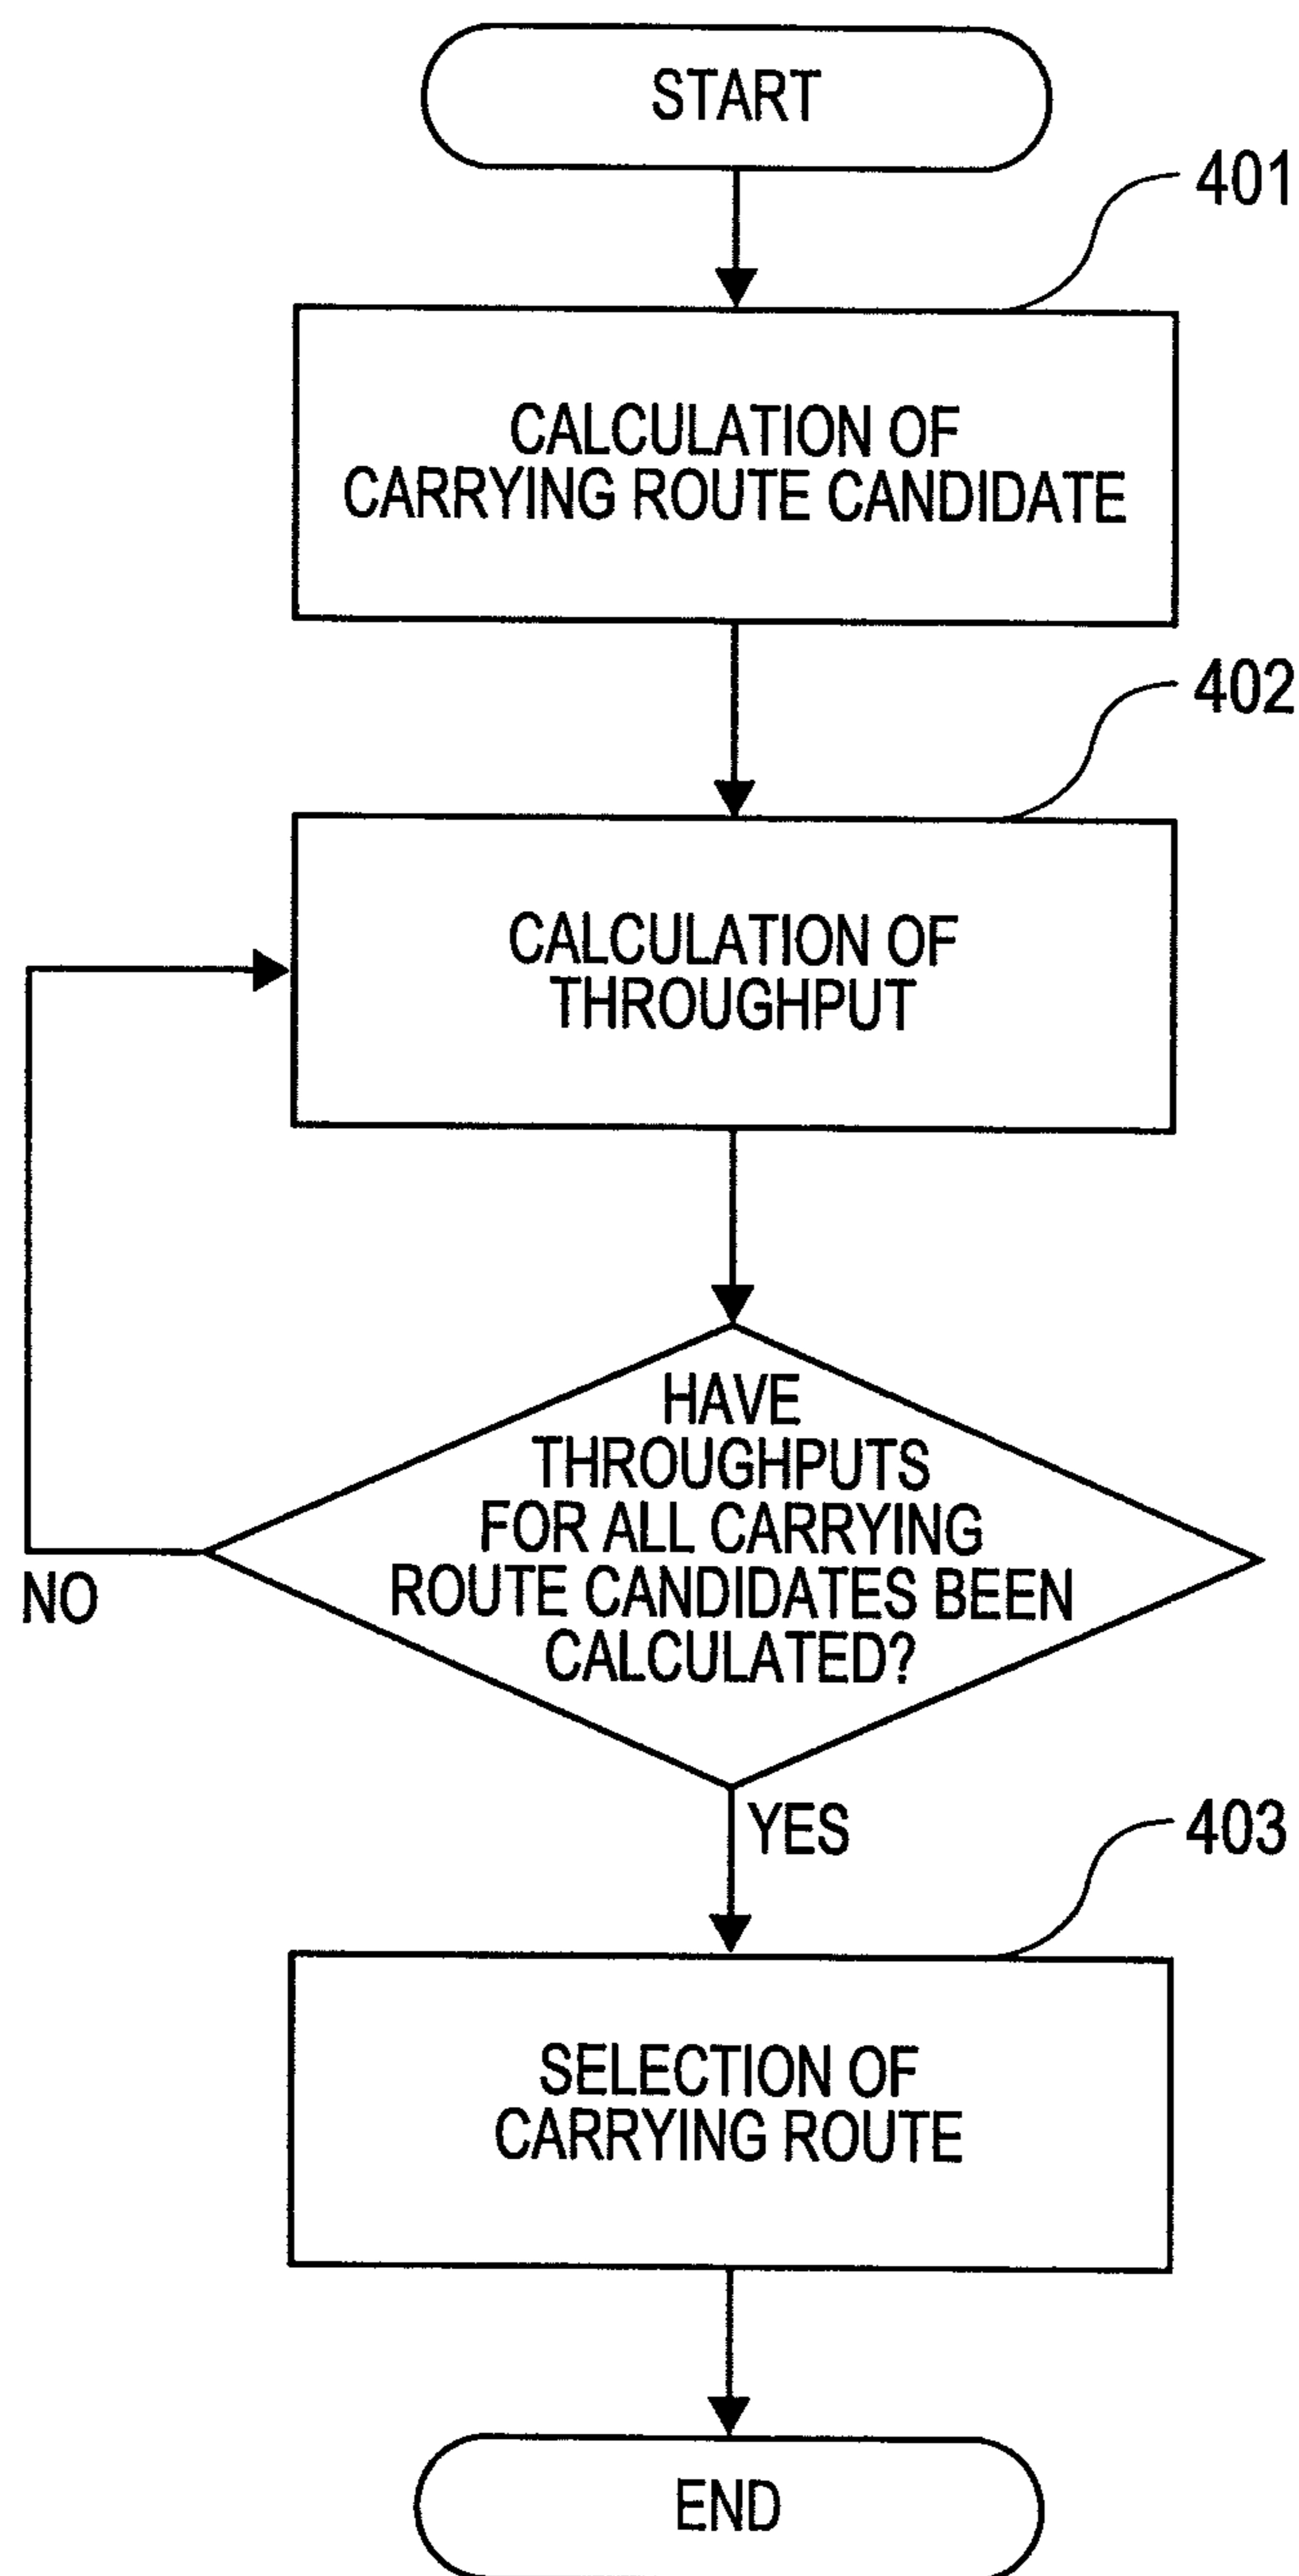 START
401
CALCULATION OF
CARRYING ROUTE CANDIDATE
402
CALCULATION OF
THROUGHPUT
HAVE
THROUGHPUTS
FOR ALL CARRYING
ROUTE CANDIDATES BEEN
CALCULATED?
NO
YES
403
SELECTION OF
CARRYING ROUTE
END